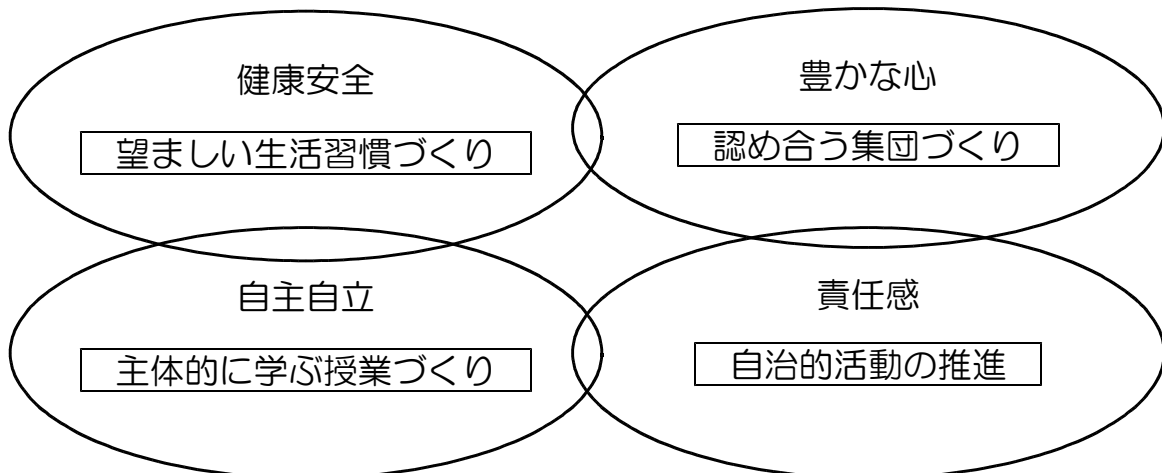 健康安全
望ましい生活習慣づくり
豊かな心
認め合う集団づくり
自主自立
主体的に学ぶ授業づくり
責任感
自治的活動の推進